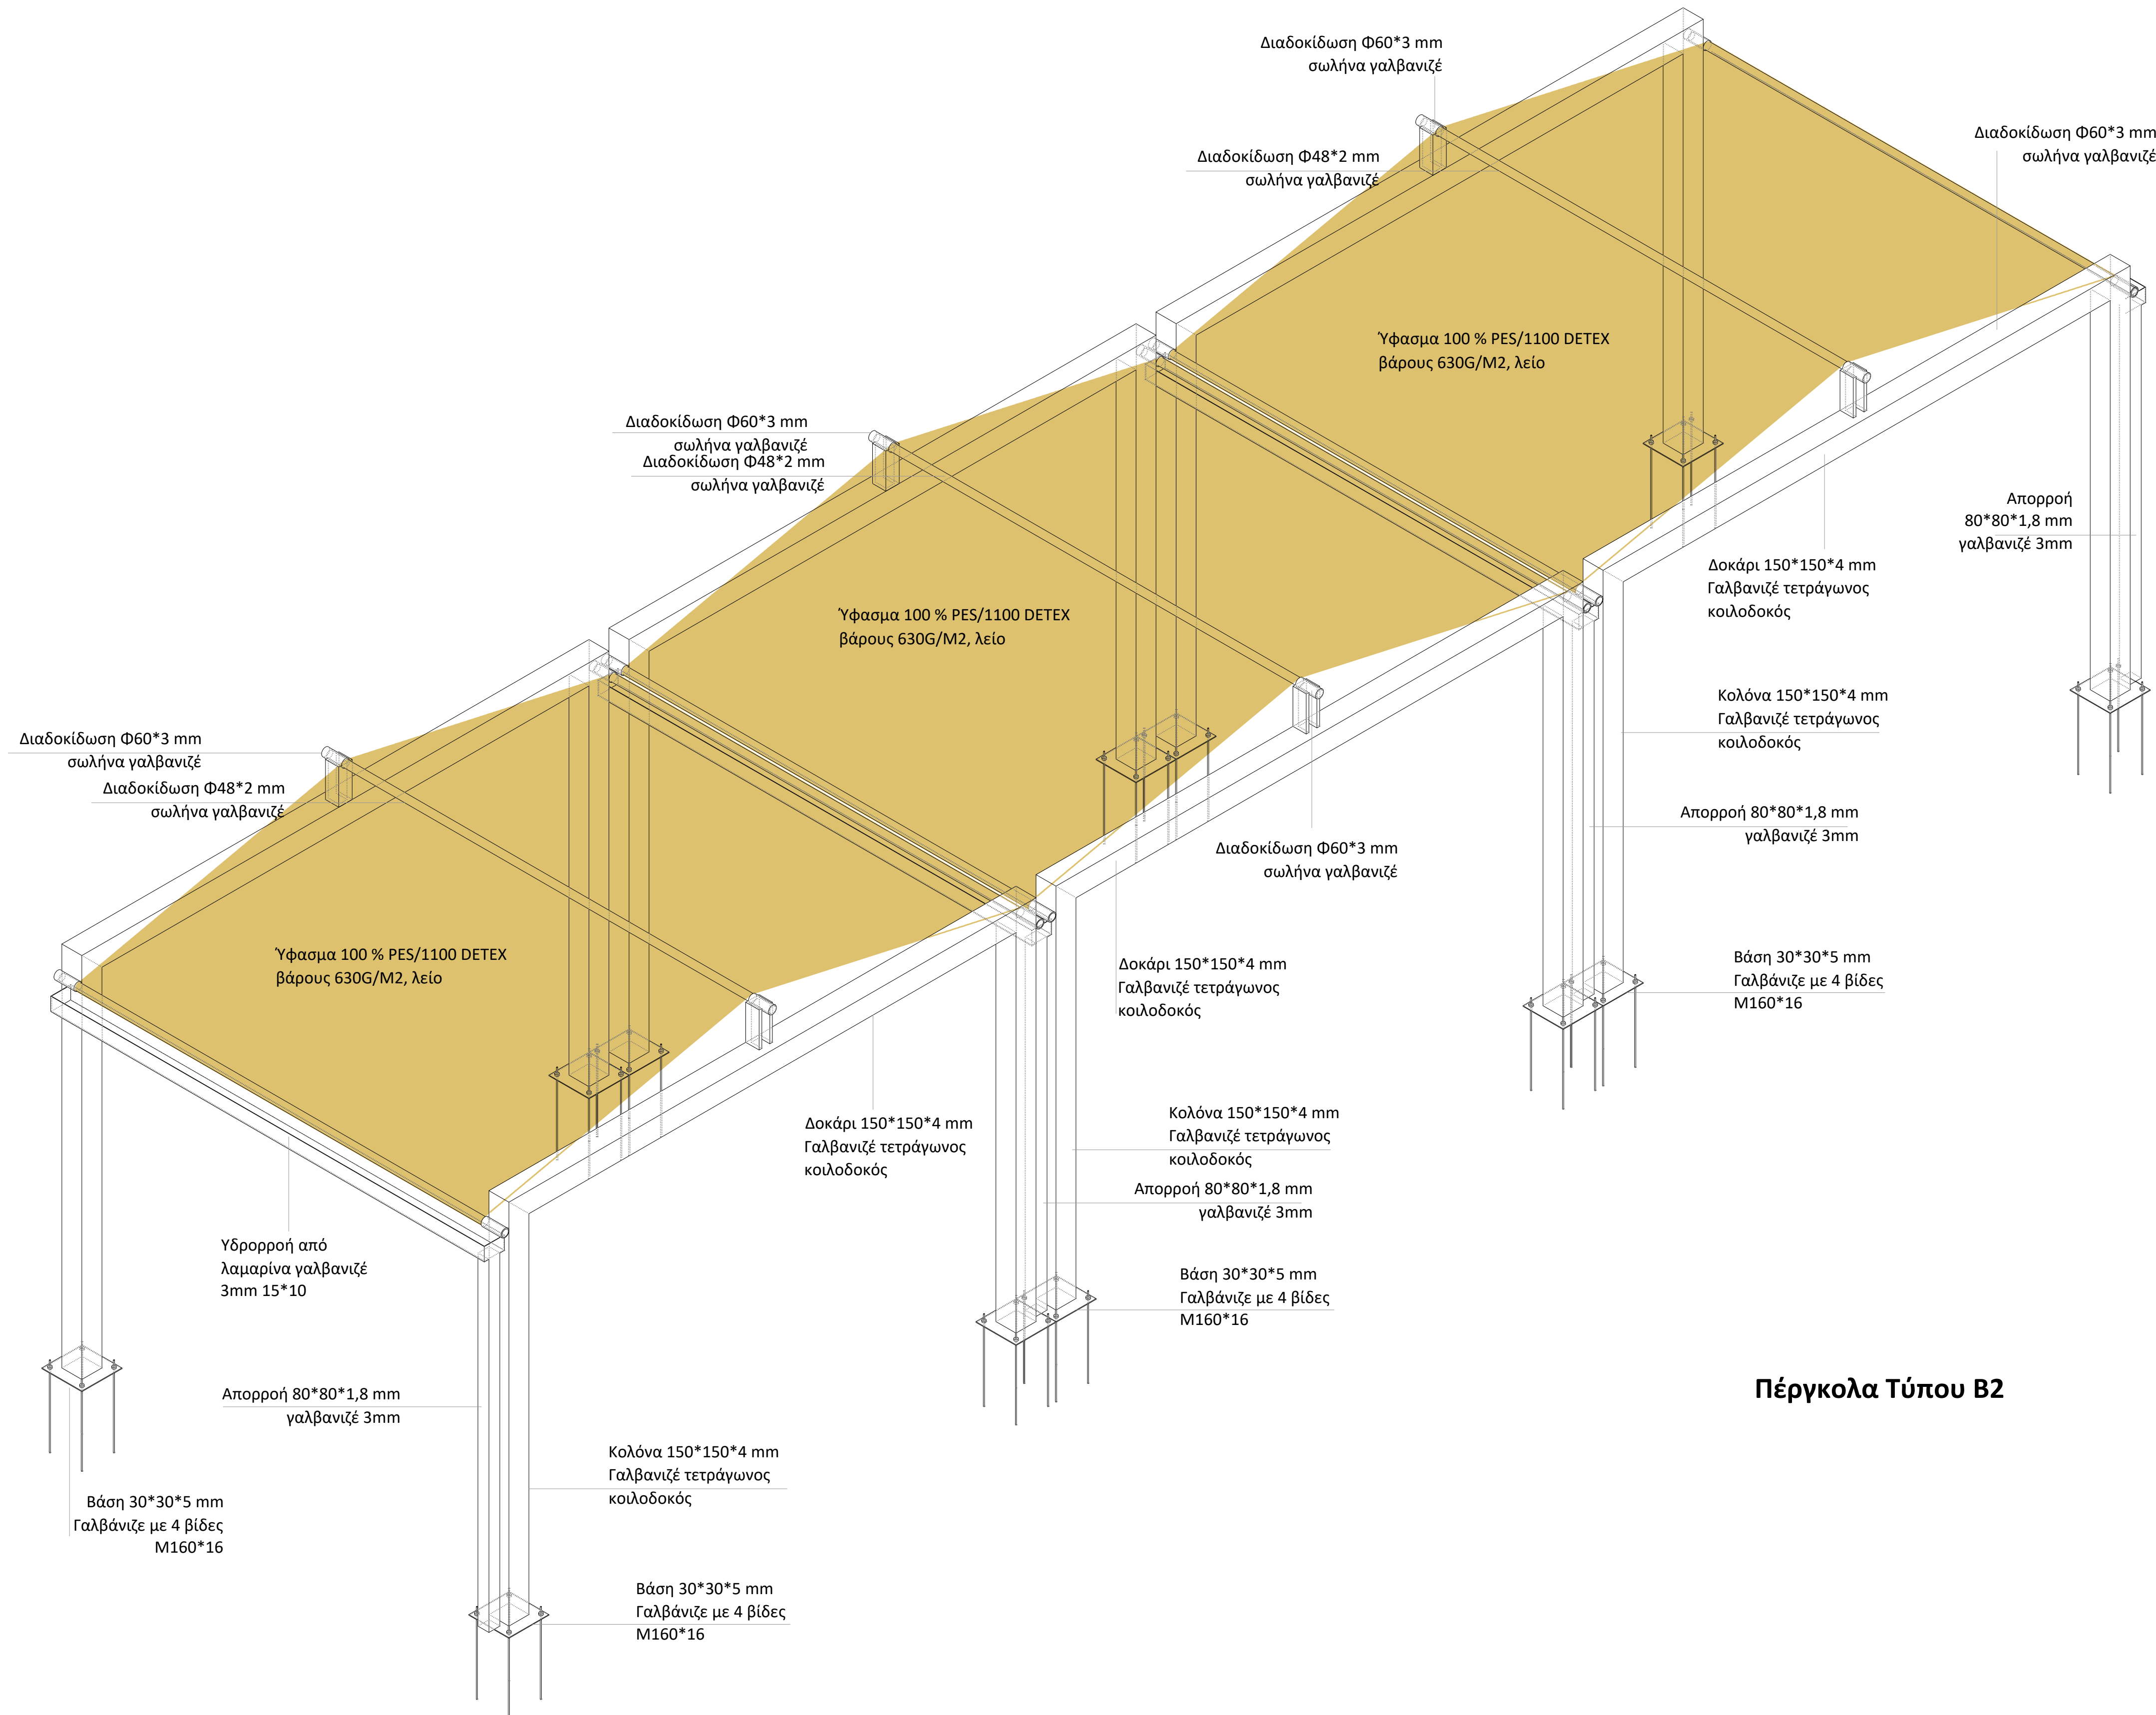 Διαδοκίδωση Φ60*3 mm
σωλήνα γαλβανιζέ
Διαδοκίδωση Φ60*3 mm
σωλήνα γαλβανιζέ
Διαδοκίδωση Φ48*2 mm
σωλήνα γαλβανιζέ
Ύφασμα 100 % PES/1100 DETEX
βάρους 630G/M2, λείο
Διαδοκίδωση Φ60*3 mm
σωλήνα γαλβανιζέ
Διαδοκίδωση Φ48*2 mm
σωλήνα γαλβανιζέ
Απορροή
80*80*1,8 mm
γαλβανιζέ 3mm
Δοκάρι 150*150*4 mm
Γαλβανιζέ τετράγωνος
κοιλοδοκός
Ύφασμα 100 % PES/1100 DETEX
βάρους 630G/M2, λείο
Κολόνα 150*150*4 mm
Γαλβανιζέ τετράγωνος
κοιλοδοκός
Διαδοκίδωση Φ60*3 mm
σωλήνα γαλβανιζέ
Διαδοκίδωση Φ48*2 mm
σωλήνα γαλβανιζέ
Απορροή 80*80*1,8 mm
γαλβανιζέ 3mm
Διαδοκίδωση Φ60*3 mm
σωλήνα γαλβανιζέ
Ύφασμα 100 % PES/1100 DETEX
βάρους 630G/M2, λείο
Δοκάρι 150*150*4 mm
Γαλβανιζέ τετράγωνος
κοιλοδοκός
Βάση 30*30*5 mm
Γαλβάνιζε με 4 βίδες
Μ160*16
Δοκάρι 150*150*4 mm
Γαλβανιζέ τετράγωνος
κοιλοδοκός
Κολόνα 150*150*4 mm
Γαλβανιζέ τετράγωνος
κοιλοδοκός
Απορροή 80*80*1,8 mm
γαλβανιζέ 3mm
Υδρορροή από
λαμαρίνα γαλβανιζέ
3mm 15*10
Βάση 30*30*5 mm
Γαλβάνιζε με 4 βίδες
Μ160*16
Πέργκολα Τύπου Β2
Απορροή 80*80*1,8 mm
γαλβανιζέ 3mm
Κολόνα 150*150*4 mm
Γαλβανιζέ τετράγωνος
κοιλοδοκός
Βάση 30*30*5 mm
Γαλβάνιζε με 4 βίδες
Μ160*16
Βάση 30*30*5 mm
Γαλβάνιζε με 4 βίδες
Μ160*16